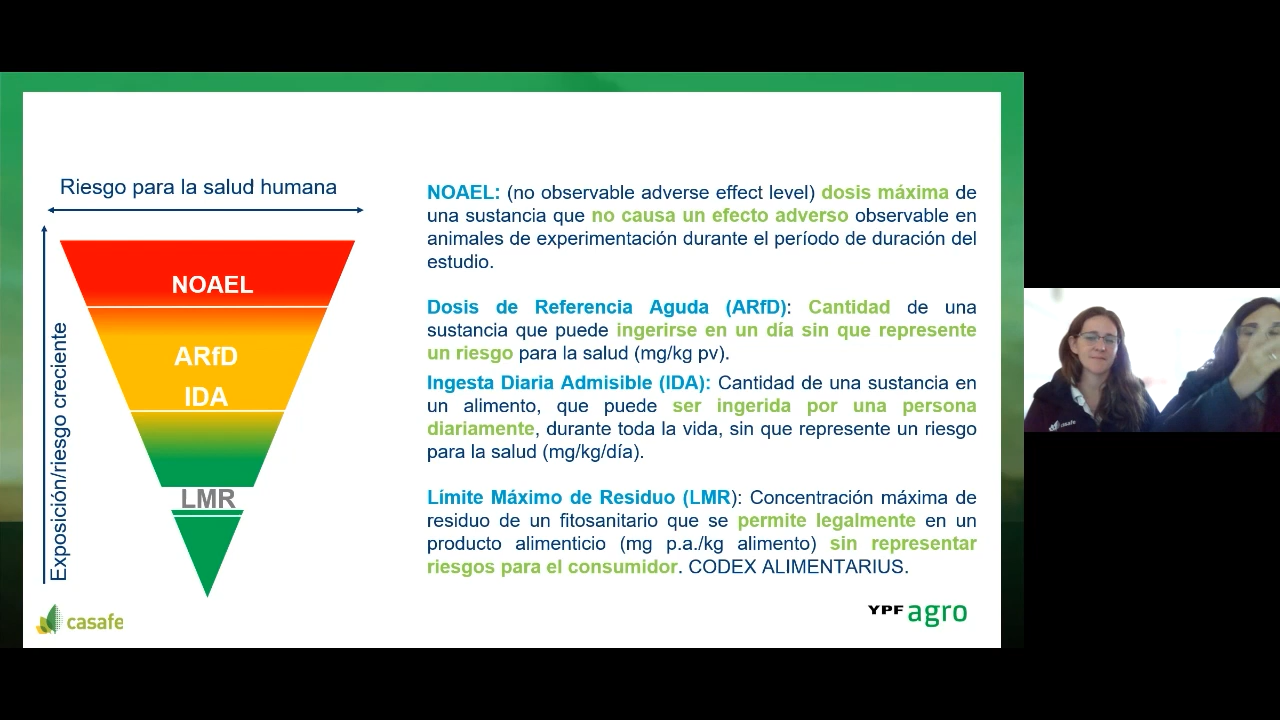 Riesgo para la salud humana
Exposición/riesgo creciente
NOAEL
ARfD
IDA
LMR
NOAEL: (no observable adverse effect level) dosis máxima de
una sustancia que no causa un efecto adverso observable en
animales de experimentación durante el período de duración del
estudio.
Dosis de Referencia Aguda (ARfD): Cantidad de una
sustancia que puede ingerirse en un día sin que represente
un riesgo para la salud (mg/kg pv).
Ingesta Diaria Admisible (IDA): Cantidad de una sustancia en
un alimento, que puede ser ingerida por una persona
diariamente, durante toda la vida, sin que represente un riesgo
para la salud (mg/kg/día).
Límite Máximo de Residuo (LMR): Concentración máxima de
residuo de un fitosanitario que se permite legalmente en un
producto alimenticio (mg p.a./kg alimento) sin representar
riesgos para el consumidor. CODEX ALIMENTARIUS.
casafe
YPF agro
casafe